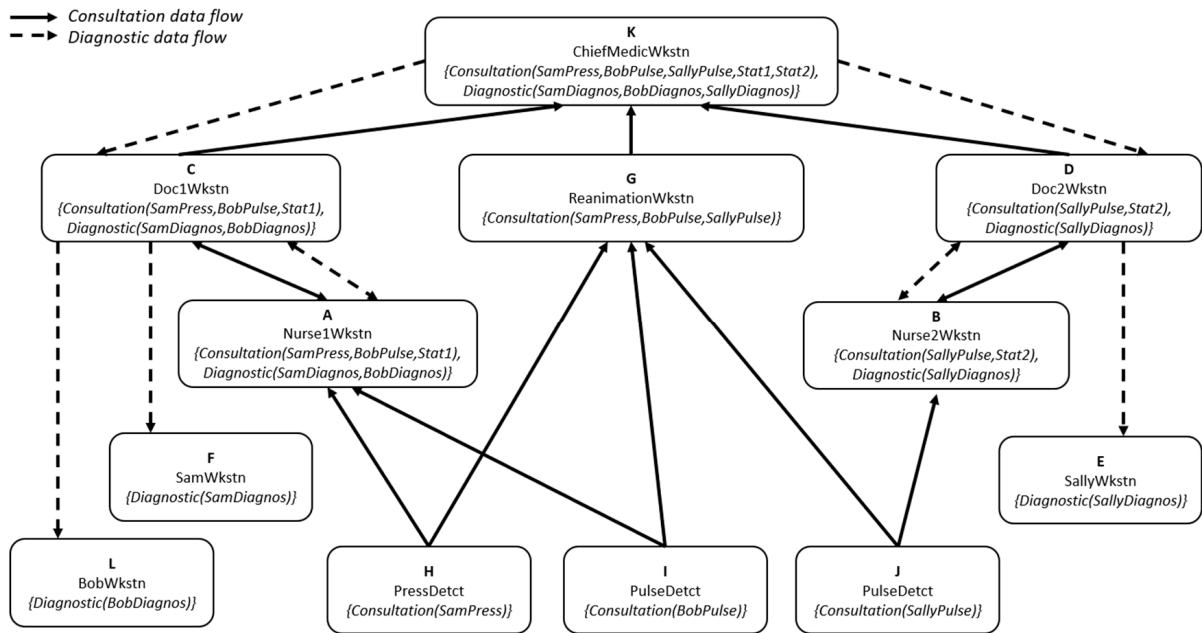 Consultation data flow
Diagnostic data flow
K
ChiefMedicWkstn
{Consultation(SamPress,BobPulse,SallyPulse,Stat1,Stat2),
Diagnostic(SamDiagnos,BobDiagnos,SallyDiagnos)}
C
Doc1Wkstn
{Consultation(SamPress,BobPulse,Stat1),
Diagnostic(SamDiagnos,BobDiagnos)}
G
ReanimationWkstn
{Consultation(SamPress,BobPulse,SallyPulse)}
D
Doc2Wkstn
{Consultation(SallyPulse,Stat2),
Diagnostic(SallyDiagnos)}
A
Nurse1Wkstn
{Consultation(SamPress,BobPulse,Stat1),
Diagnostic(SamDiagnos,BobDiagnos)}
B
Nurse2Wkstn
{Consultation(SallyPulse,Stat2),
Diagnostic(SallyDiagnos)}
F
SamWkstn
{Diagnostic(SamDiagnos)}
E
SallyWkstn
{Diagnostic(SallyDiagnos)}
L
BobWkstn
{Diagnostic(BobDiagnos)}
H
PressDetct
{Consultation(SamPress)}
I
PulseDetct
{Consultation(BobPulse)}
J
PulseDetct
{Consultation(SallyPulse)}